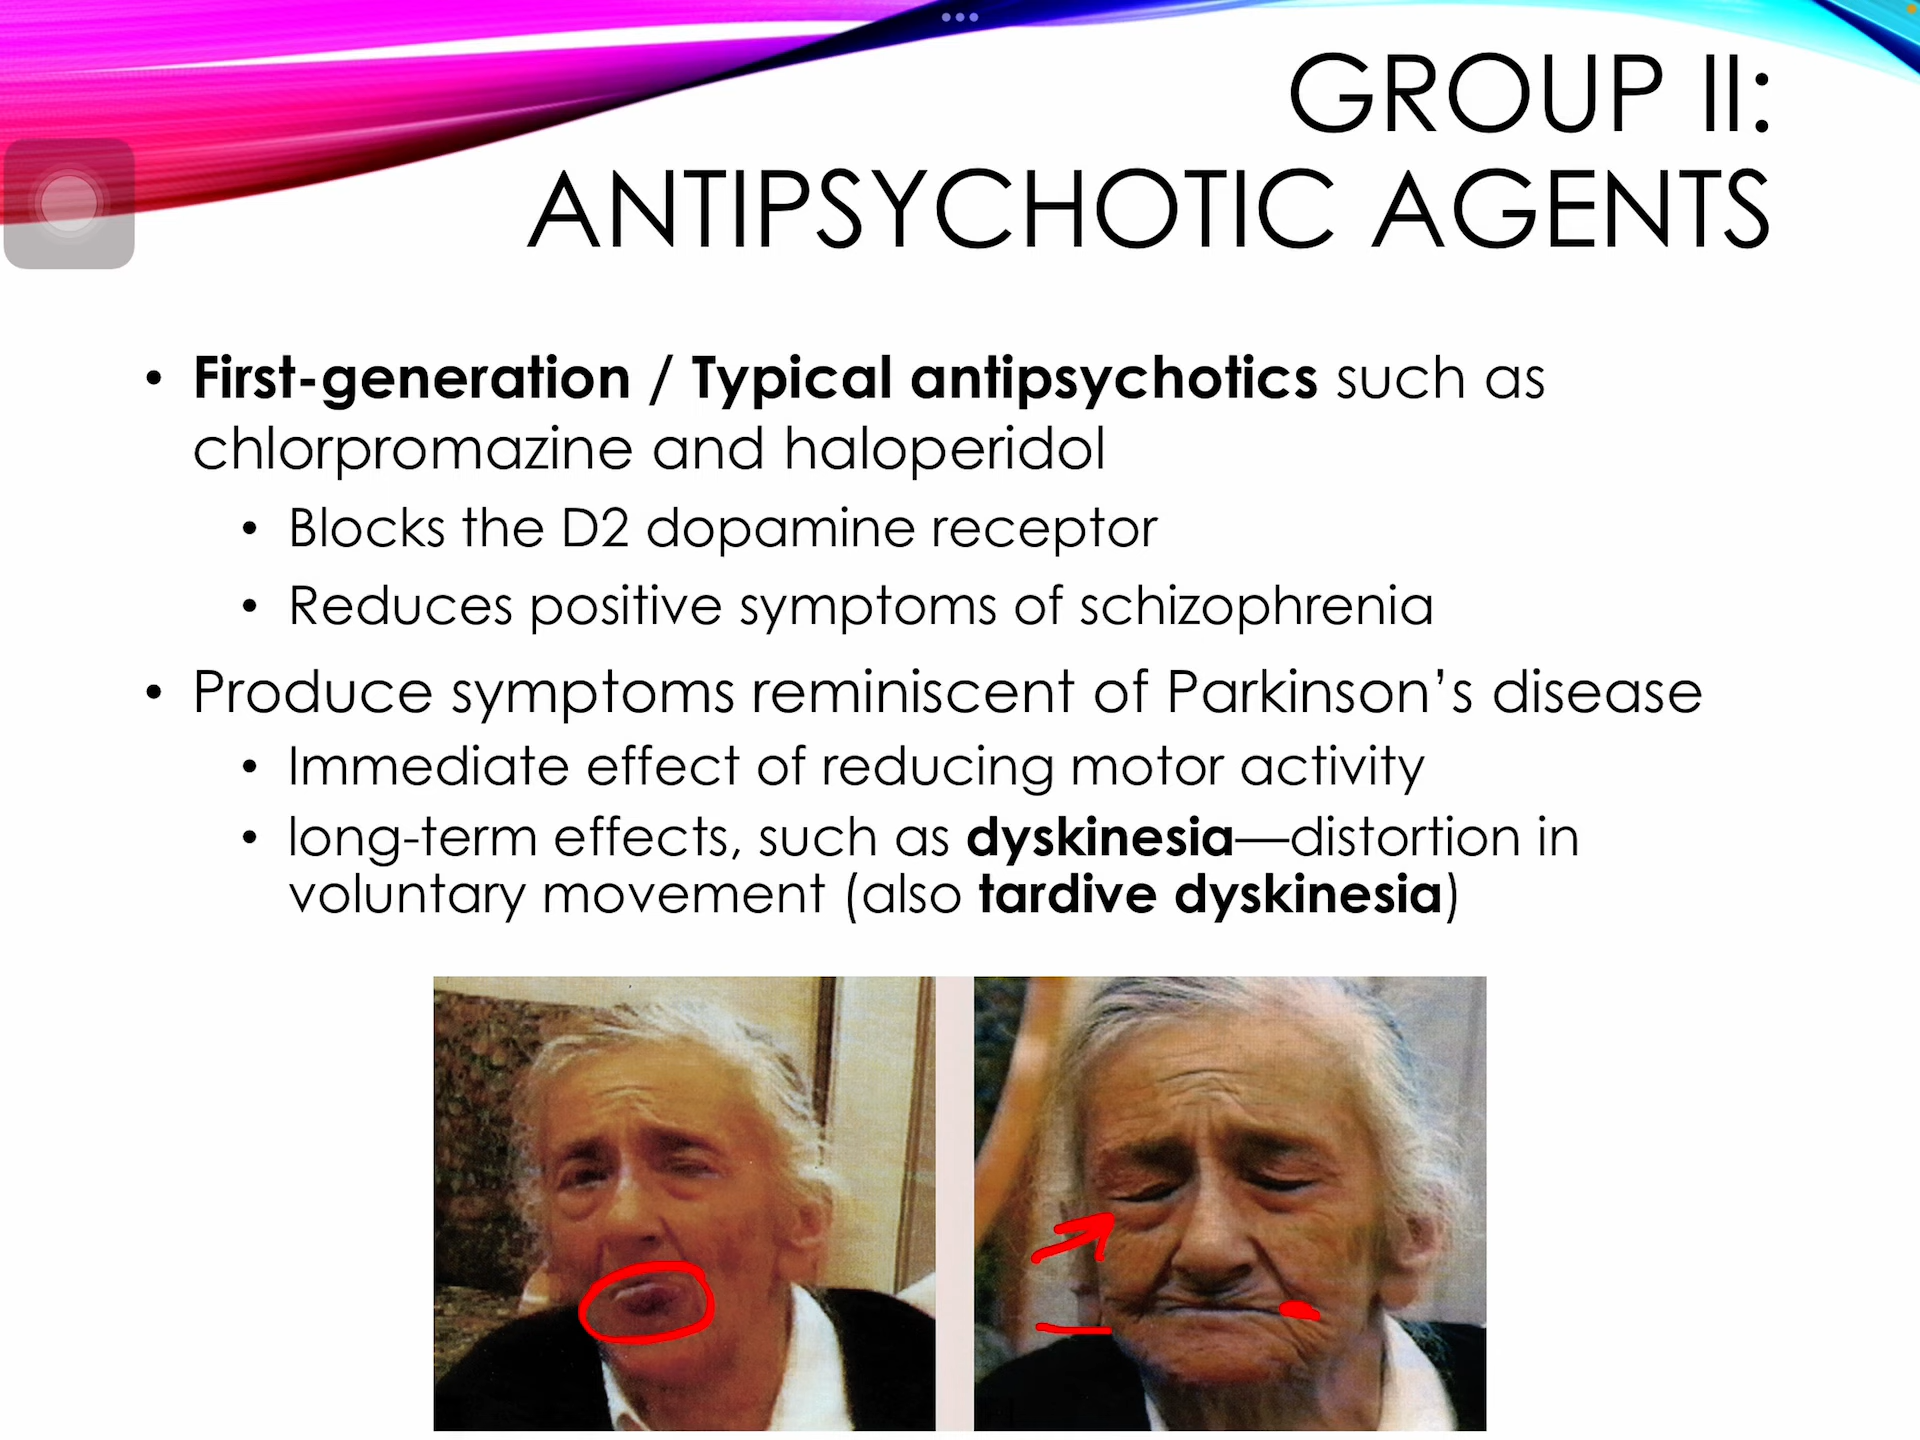 GROUP II:
ANTIPSYCHOTIC AGENTS
• First-generation / Typical antipsychotics such as
chlorpromazine and haloperidol
• Blocks the D2 dopamine receptor
• Reduces positive symptoms of schizophrenia
• Produce symptoms reminiscent of Parkinson’s disease
• Immediate effect of reducing motor activity
• long-term effects, such as dyskinesia—distortion in
voluntary movement (also tardive dyskinesia)